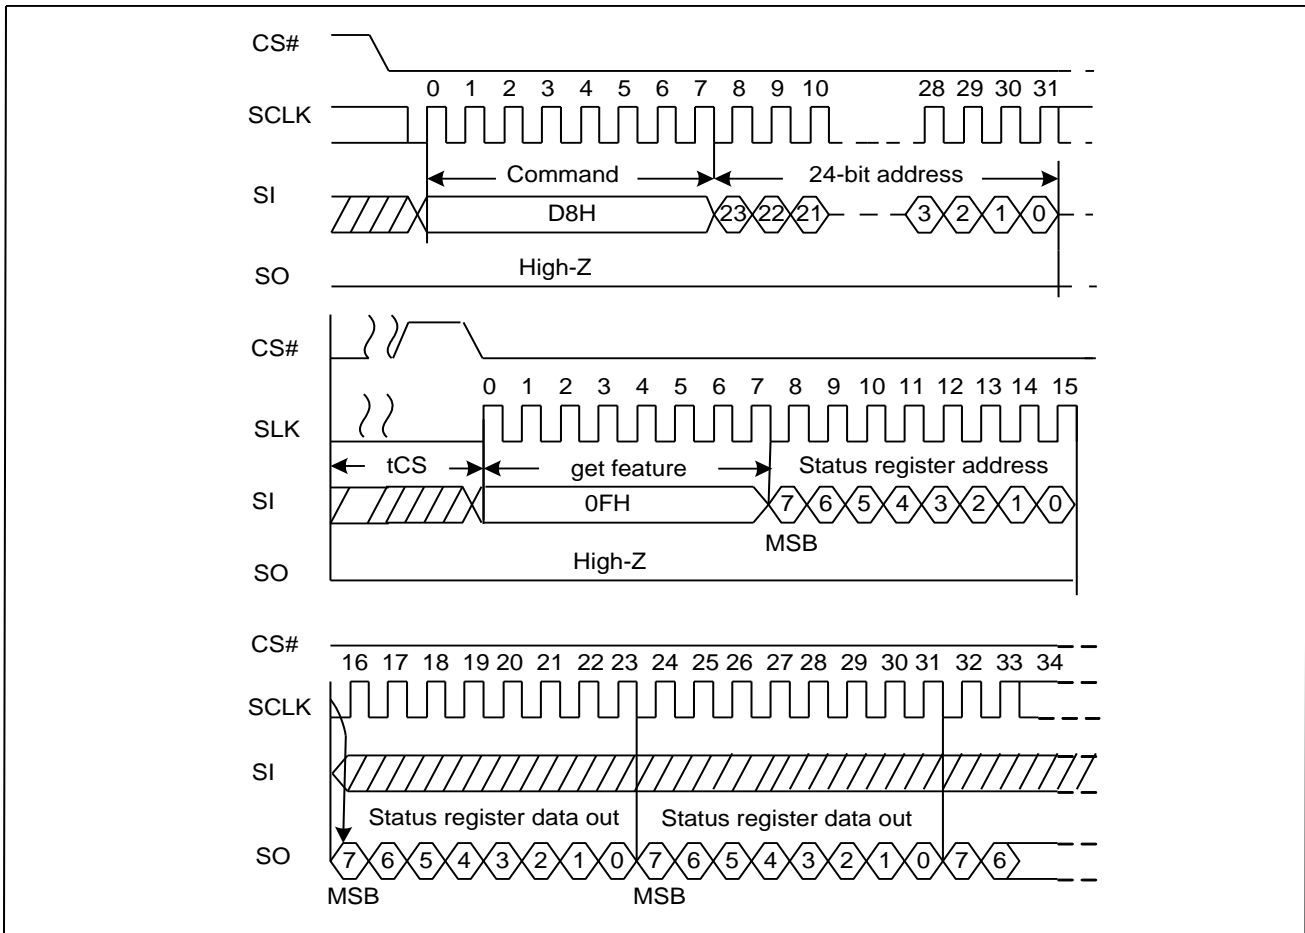 CS#
0 1 2 3 4 5 6 7 8 9 10 28 29 30 31
SCLK
Command 24-bit address
SI
D8H 23 22 21 3 2 1 0
High-Z
SO
CS#
0 1 2 3 4 5 6 7 8 9 10 11 12 13 14 15
SLK
tCS get feature Status register address
SI 0FH 7 6 5 4 3 2 1 0
MSB
High-Z
SO
CS#
16 17 18 19 20 21 22 23 24 25 26 27 28 29 30 31 32 33 34
SCLK
SI
Status register data out Status register data out
SO 7 6 5 4 3 2 1 0 7 6 5 4 3 2 1 0 7 6
MSB MSB